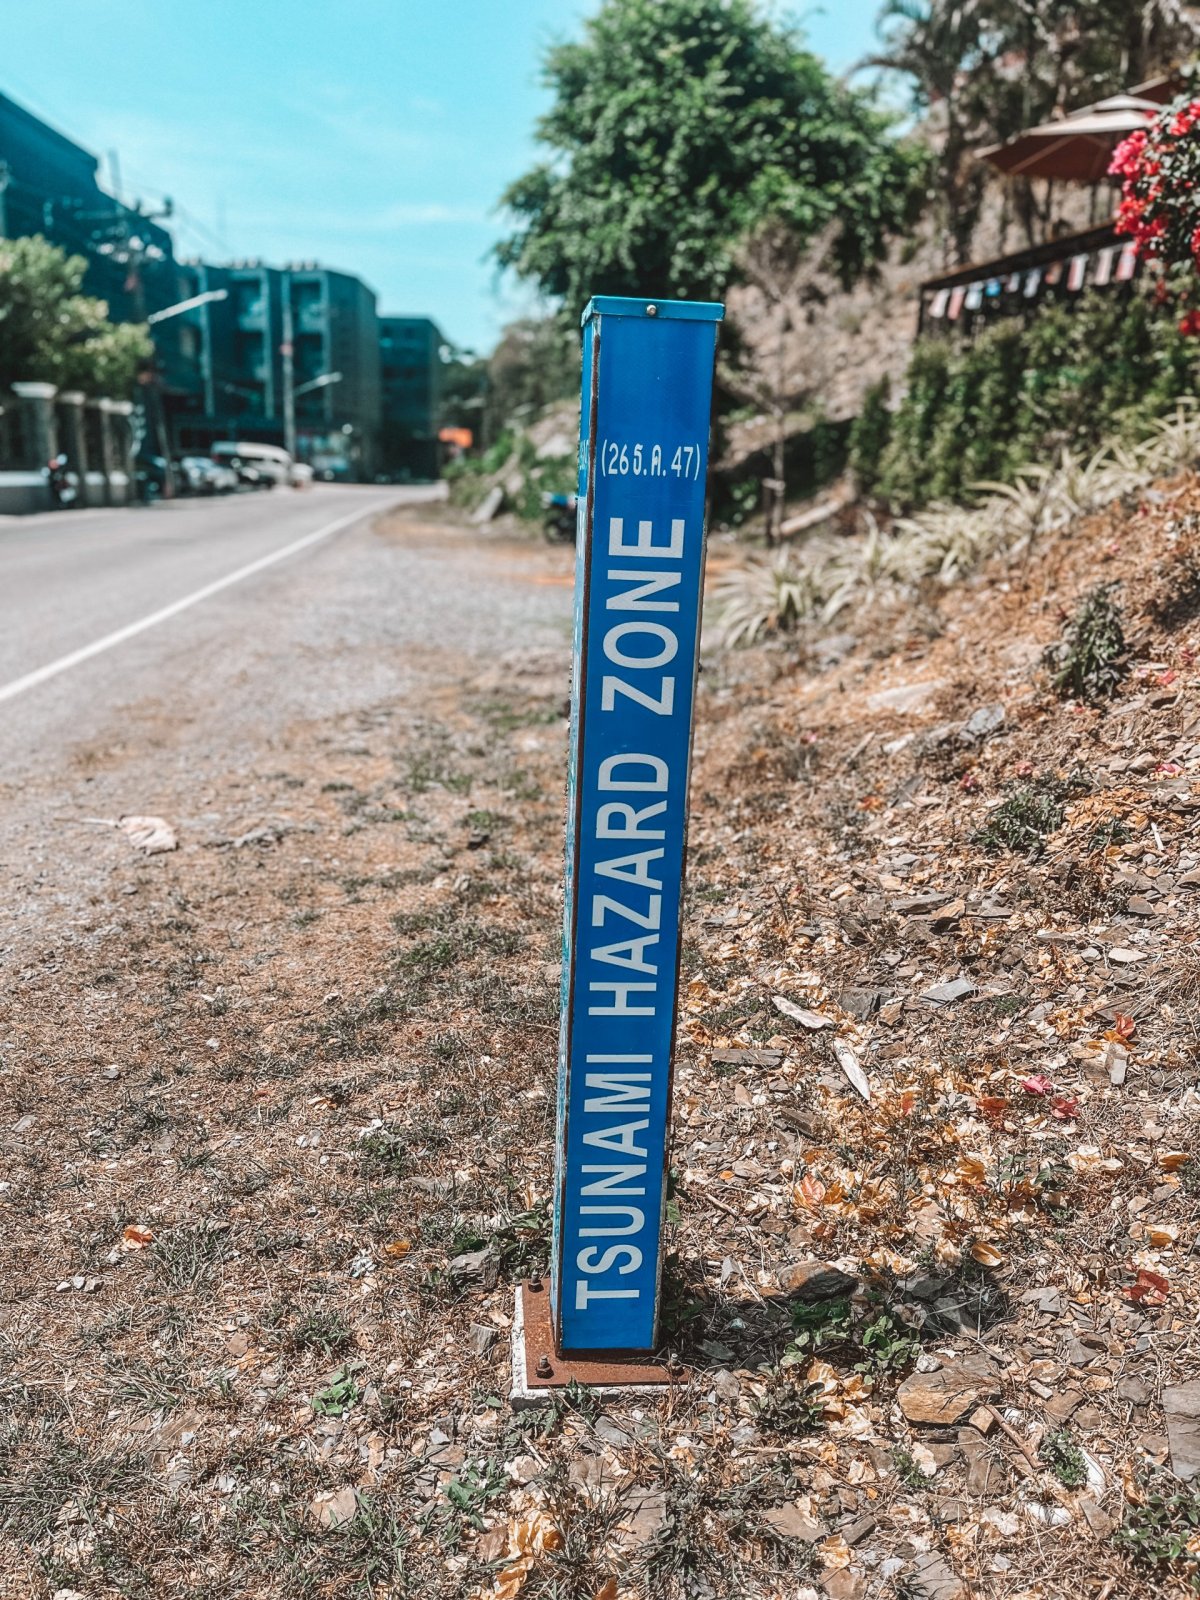 (26 ธ.ค. 47)
TSUNAMI HAZARD ZONE